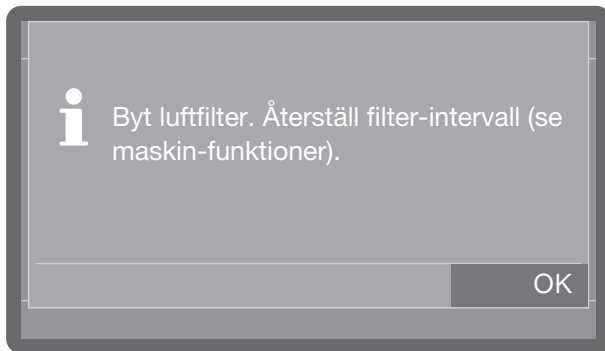 Byt luftfilter. Återställ filter-intervall (se
maskin-funktioner).
OK